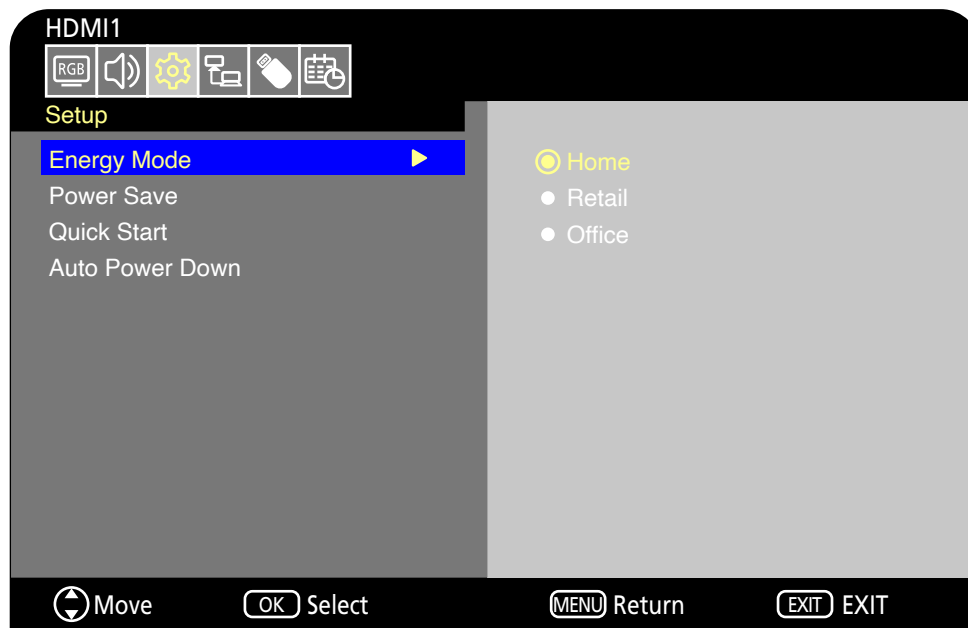 HDMI1
RGB
Setup
Energy Mode
Power Save
Quick Start
Auto Power Down
Home
Retail
Office
Move OK Select MENU Return EXIT EXIT